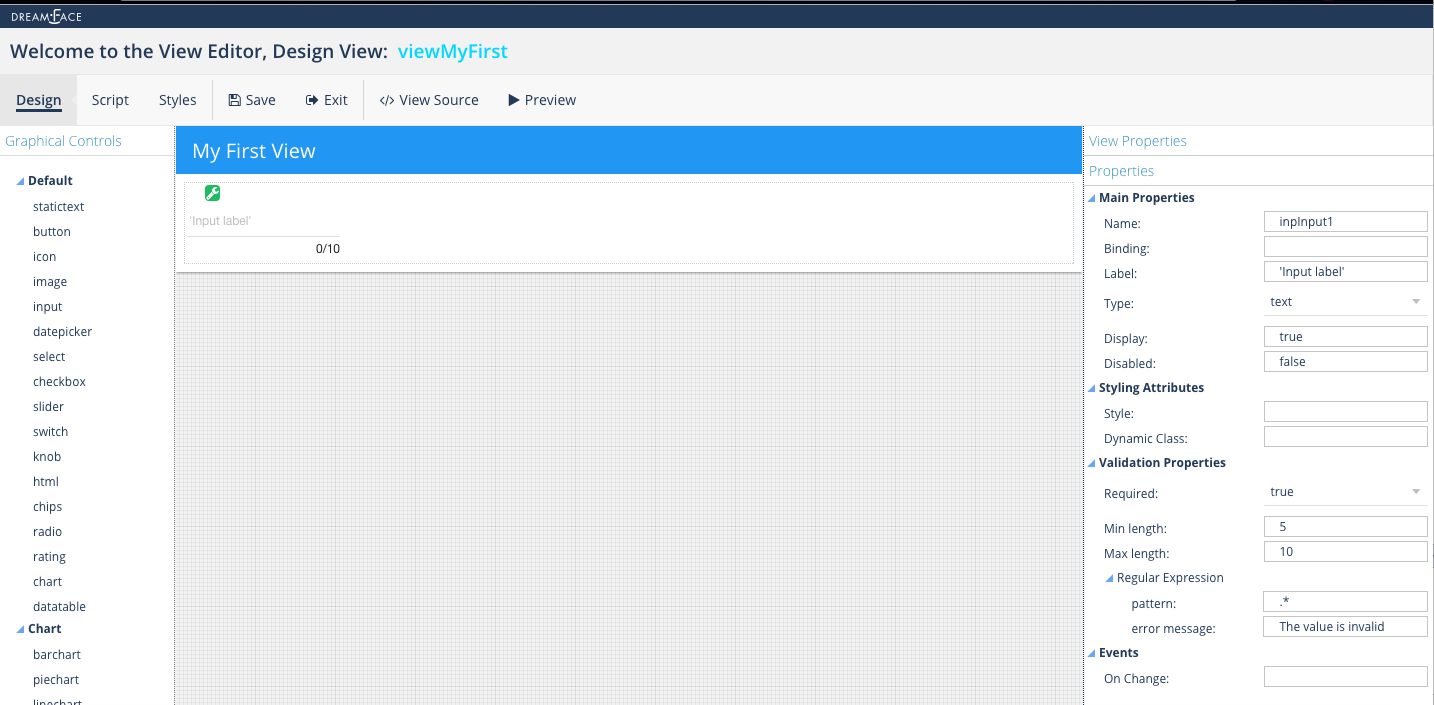 DREAMFACE
Welcome to the View Editor, Design View: viewMyFirst
Design Script Styles Save Exit </> View Source Preview
Graphical Controls
Default
statictext
button
icon
image
input
datepicker
select
checkbox
slider
switch
knob
html
chips
radio
rating
chart
datatable
Chart
barchart
piechart
linechart
My First View
'Input label'
0/10
View Properties
Properties
Main Properties
Name: inpInput1
Binding:
Label: 'Input label'
Type: text
Display: true
Disabled: false
Styling Attributes
Style:
Dynamic Class:
Validation Properties
Required: true
Min length: 5
Max length: 10
Regular Expression
pattern: .*
error message: The value is invalid
Events
On Change: